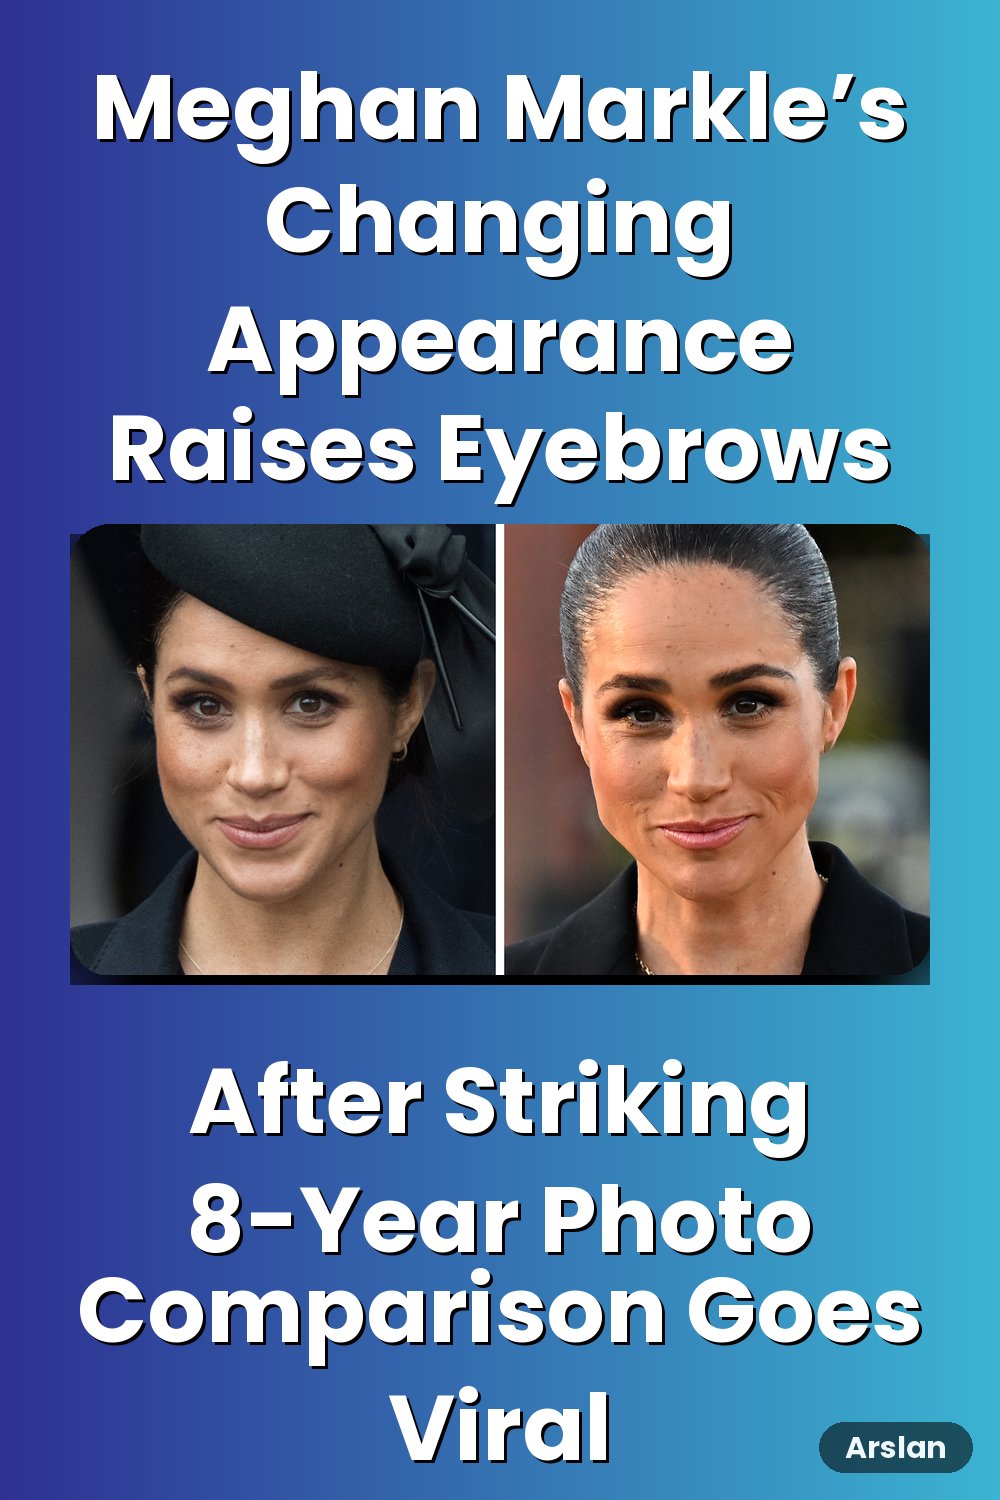 Meghan Markle’s
Changing
Appearance
Raises Eyebrows
After Striking
8-Year Photo
Comparison Goes
Viral
Arslan